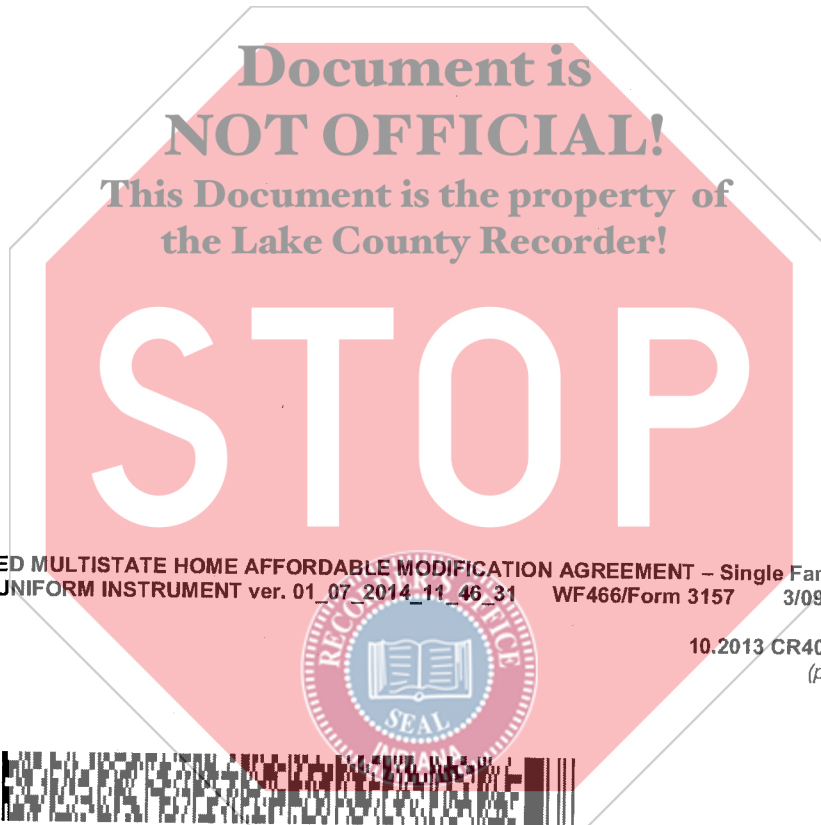 Document is
NOT OFFICIAL!
This Document is the property of
the Lake County Recorder!
STOP
ED MULTISTATE HOME AFFORDABLE MODIFICATION AGREEMENT – Single Fam
UNIFORM INSTRUMENT ver. 01_07_2014_11_46_31 WF466/Form 3157 3/09
10.2013 CR40
(p
RECORDER'S OFFICE
SEAL
INDIANA